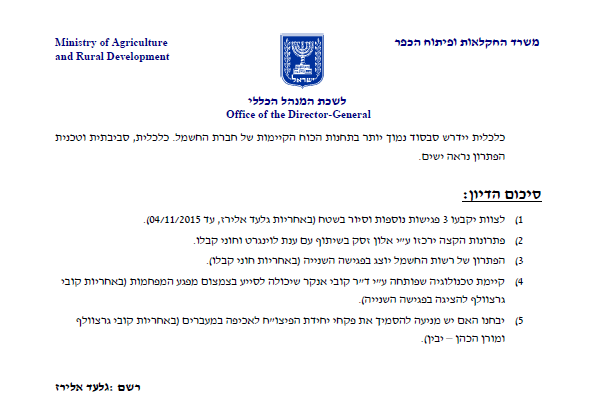 משרד החקלאות ופיתוח הכפר
Ministry of Agriculture
and Rural Development
ישראל
לשכת המנהל הכללי
Office of the Director-General
כלכלית יידרש סבסוד נמוך יותר בתחנות הכוח הקיימות של חברת החשמל. כלכלית, סביבתית וטכנית
הפתרון נראה ישים.
סיכום הדיון:
1) לצוות יקבעו 3 פגישות נוספות וסיור בשטח (באחריות גלעד אלירז, עד 04/11/2015).
2) פתרונות הקצה ירכזו ע״י אלון זסק בשיתוף עם ענת לוינגרט וחוני קבלו.
3) הפתרון של רשות החשמל יוצג בפגישה השנייה (באחריות חוני קבלו).
4) קיימת טכנולוגיה שפותחה ע״י ד״ר קובי אנקר שיכולה לסייע בצמצום מפגע המפחמות (באחריות קובי
גרצוולף להציגה בפגישה השנייה).
5) יבחנו האם יש מניעה להסמיך את פקחי יחידת הפיצו״ח לאכיפה במעברים (באחריות קובי גרצוולף
ומורן הכהן – יבין).
רשם :גלעד אלירז